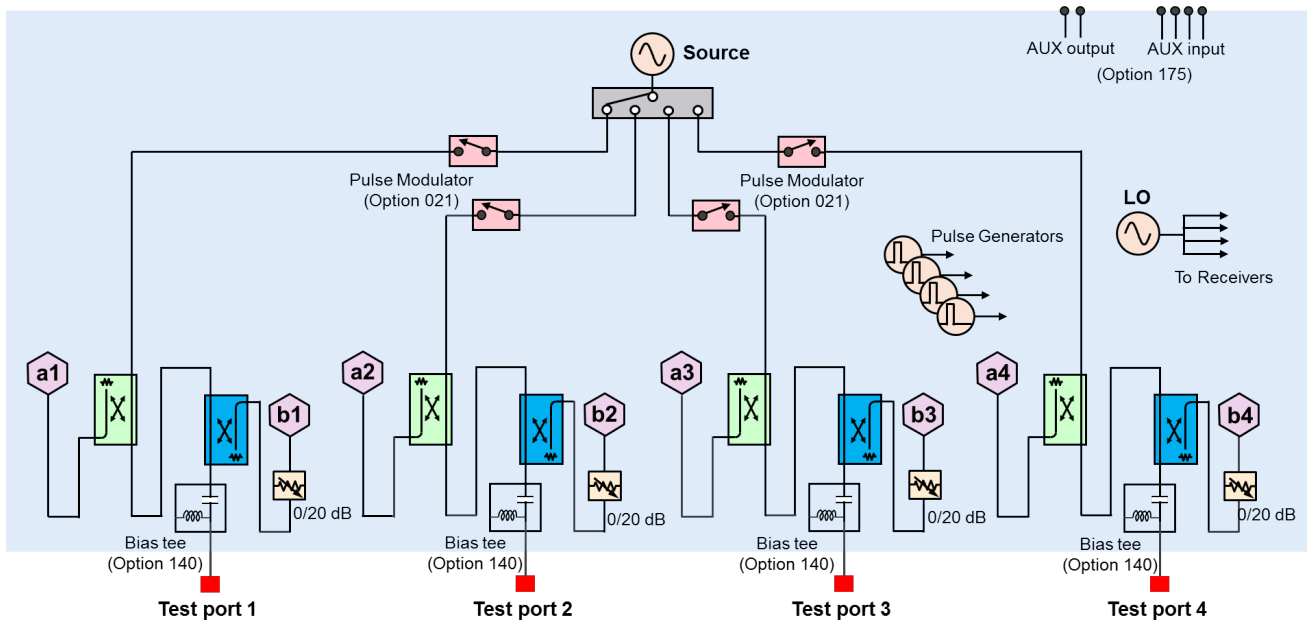 Source
AUX output
AUX input
(Option 175)
Pulse Modulator
(Option 021)
Pulse Modulator
(Option 021)
LO
Pulse Generators
To Receivers
a1
a2
a3
a4
b1
b2
b3
b4
0/20 dB
0/20 dB
0/20 dB
0/20 dB
Bias tee
(Option 140)
Bias tee
(Option 140)
Bias tee
(Option 140)
Bias tee
(Option 140)
Test port 1
Test port 2
Test port 3
Test port 4